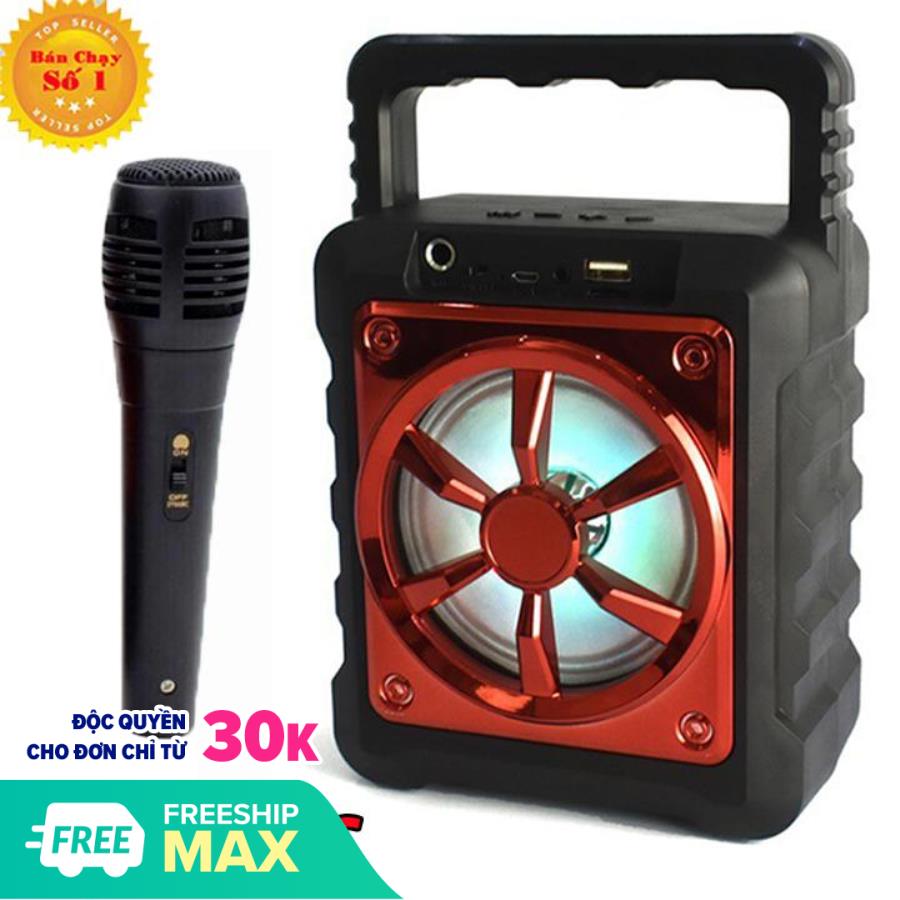 TOP SELLER
Bán Chạy
Số 1
TOP SELLER
ON
OFF
ĐỘC QUYỀN
CHO ĐƠN CHỈ TỪ
30K
FREE
FREESHIP
MAX